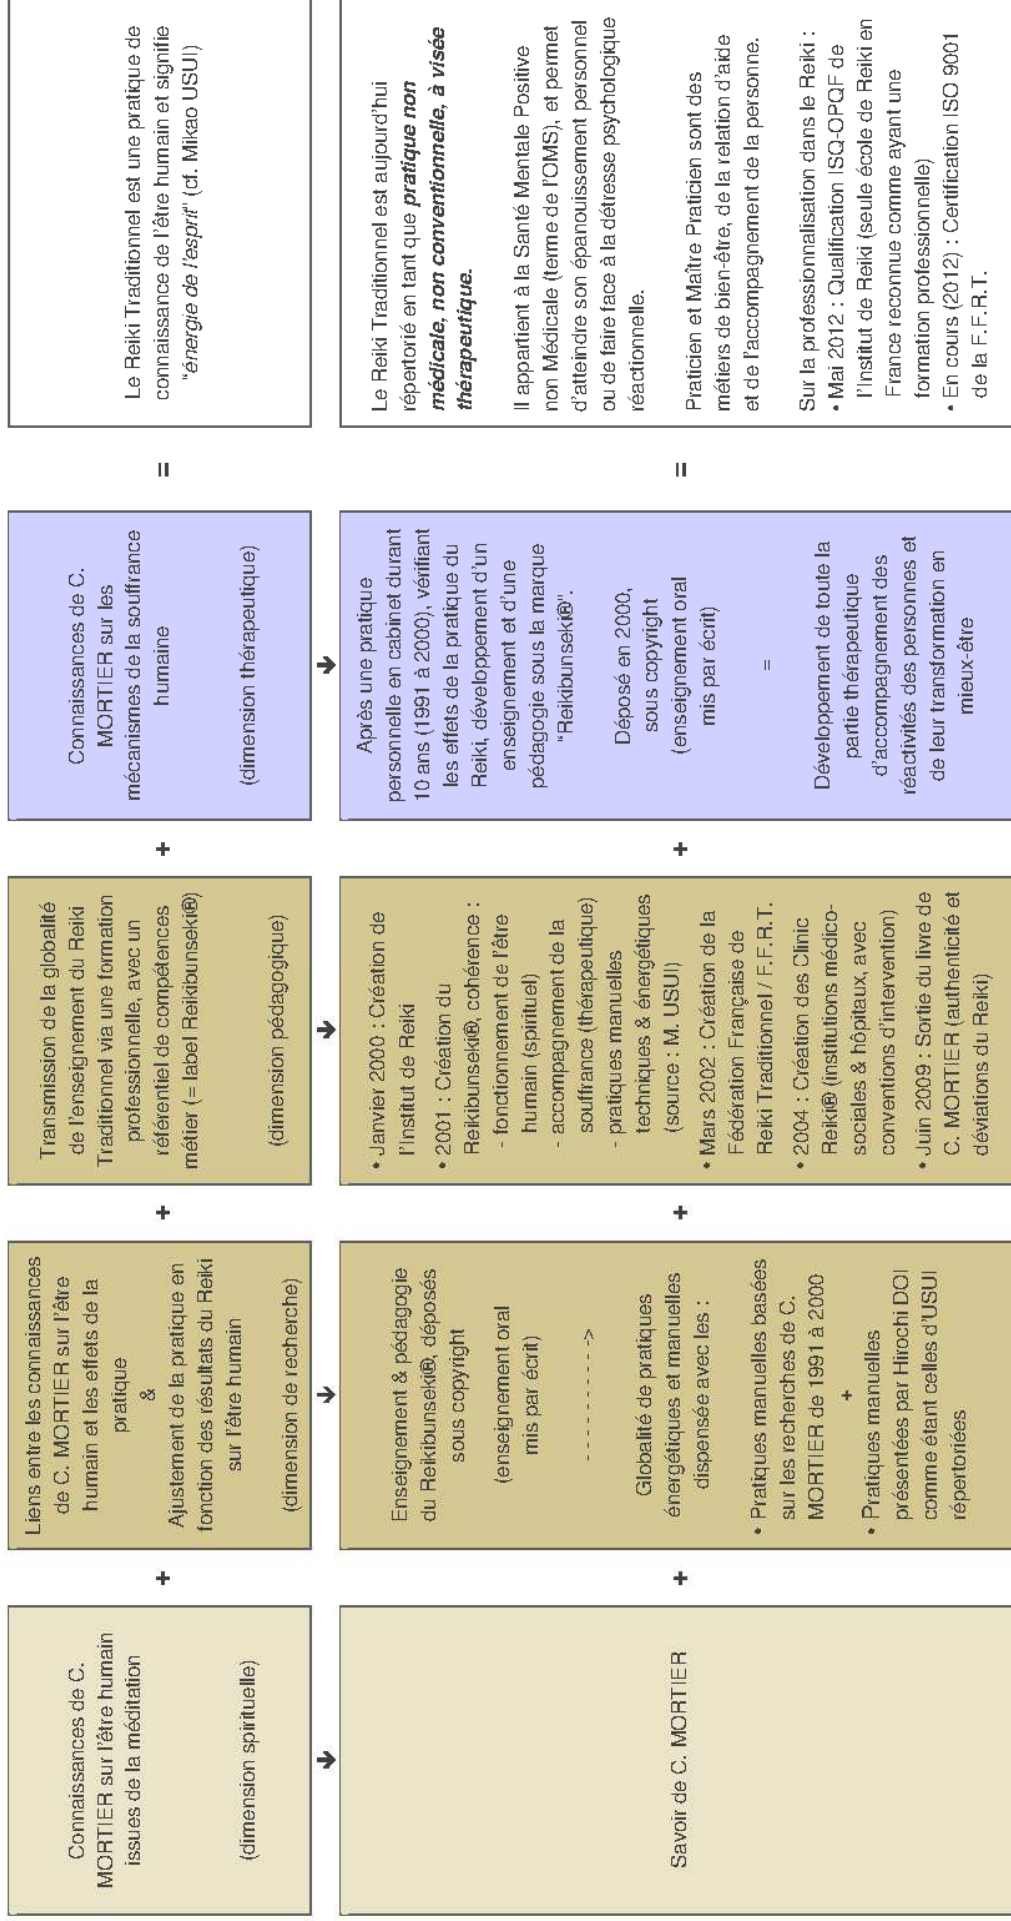 Connaissances de C.
MORTIER sur l'être humain
issues de la méditation
(dimension spirituelle)
+
Liens entre les connaissances
de C. MORTIER sur l'être
humain et les effets de la
pratique
&
Ajustement de la pratique en
fonction des résultats du Reiki
sur l'être humain
(dimension de recherche)
+
Transmission de la globalité
de l'enseignement du Reiki
Traditionnel via une formation
professionnelle, avec un
référentiel de compétences
métier (= label Reikibunseki®)
(dimension pédagogique)
+
Connaissances de C.
MORTIER sur les
mécanismes de la souffrance
humaine
(dimension thérapeutique)
=
Le Reiki Traditionnel est une pratique de
connaissance de l'être humain et signifie
"énergie de l'esprit" (cf. Mikao USUI)
Savoir de C. MORTIER
+
Enseignement & pédagogie
du Reikibunseki®, déposés
sous copyright
(enseignement oral
mis par écrit)
- - - - - - - - - ->
Globalité de pratiques
énergétiques et manuelles
dispensée avec les :
• Pratiques manuelles basées
sur les recherches de C.
MORTIER de 1991 à 2000
+
• Pratiques manuelles
présentées par Hirochi DOI
comme étant celles d'USUI
répertoriées
+
• Janvier 2000 : Création de
l'Institut de Reiki
• 2001 : Création du
Reikibunseki®, cohérence :
- fonctionnement de l'être
humain (spirituel)
- accompagnement de la
souffrance (thérapeutique)
- pratiques manuelles
techniques & énergétiques
(source : M. USUI)
• Mars 2002 : Création de la
Fédération Française de
Reiki Traditionnel / F.F.R.T.
• 2004 : Création des Clinic
Reiki® (institutions médico-
sociales & hôpitaux, avec
conventions d'intervention)
• Juin 2009 : Sortie du livre de
C. MORTIER (authenticité et
déviations du Reiki)
+
Après une pratique
personnelle en cabinet durant
10 ans (1991 à 2000), vérifiant
les effets de la pratique du
Reiki, développement d'un
enseignement et d'une
pédagogie sous la marque
"Reikibunseki®".
Déposé en 2000,
sous copyright
(enseignement oral
mis par écrit)
=
Développement de toute la
partie thérapeutique
d'accompagnement des
réactivités des personnes et
de leur transformation en
mieux-être
=
Le Reiki Traditionnel est aujourd'hui
répertorié en tant que pratique non
médicale, non conventionnelle, à visée
thérapeutique.
Il appartient à la Santé Mentale Positive
non Médicale (terme de l'OMS), et permet
d'atteindre son épanouissement personnel
ou de faire face à la détresse psychologique
réactionnelle.
Praticien et Maître Praticien sont des
métiers de bien-être, de la relation d'aide
et de l'accompagnement de la personne.
Sur la professionnalisation dans le Reiki :
• Mai 2012 : Qualification ISQ-OPQF de
l'Institut de Reiki (seule école de Reiki en
France reconnue comme ayant une
formation professionnelle)
• En cours (2012) : Certification ISO 9001
de la F.F.R.T.